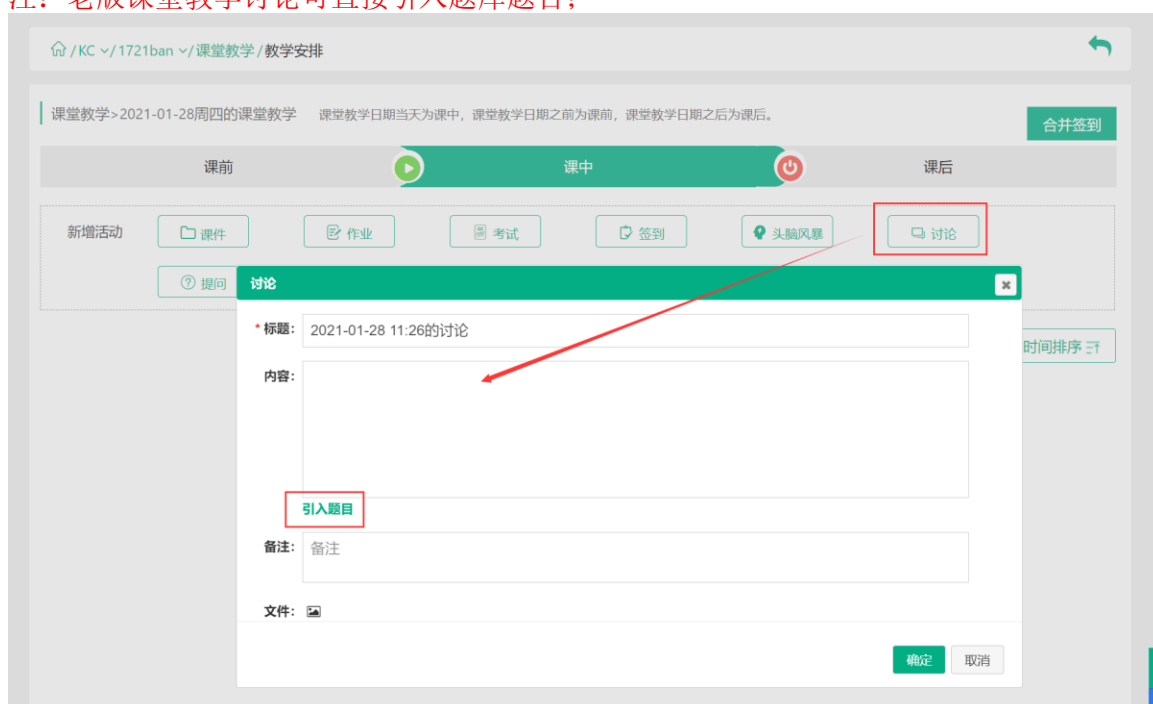 注：老版课堂教学讨论可直接引入题库题目；
/ KC / 1721ban / 课堂教学 / 教学安排
课堂教学>2021-01-28周四的课堂教学 课堂教学日期当天为课中，课堂教学日期之前为课前，课堂教学日期之后为课后。
合并签到
课前 课中 课后
新增活动 课件 作业 考试 签到 头脑风暴 讨论
提问
讨论
时间排序
*标题： 2021-01-28 11:26的讨论
内容：
引入题目
备注： 备注
文件：
确定 取消